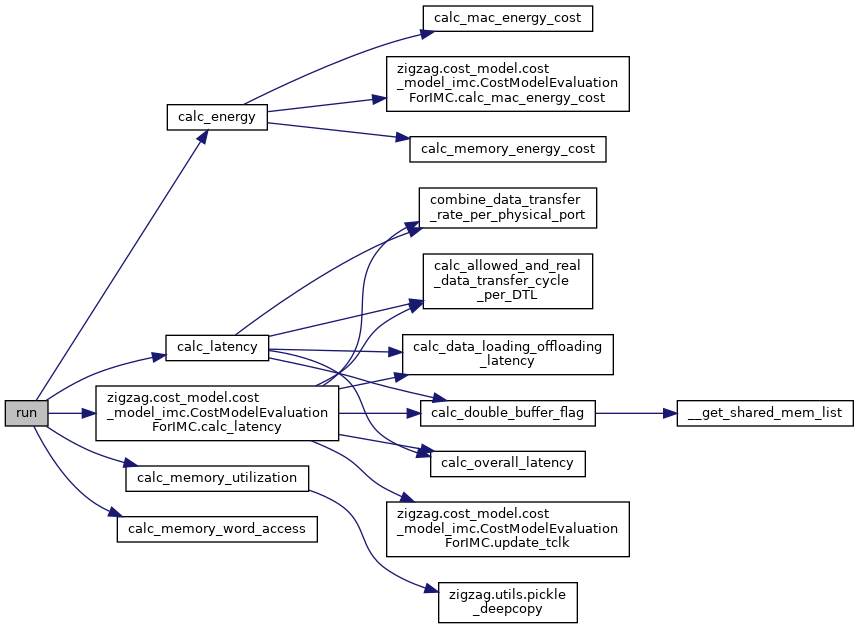 calc_mac_energy_cost
zigzag.cost_model.cost
_model_imc.CostModelEvaluation
ForIMC.calc_mac_energy_cost
calc_energy
calc_memory_energy_cost
combine_data_transfer
_rate_per_physical_port
calc_allowed_and_real
_data_transfer_cycle
_per_DTL
calc_latency
calc_data_loading_offloading
_latency
run
zigzag.cost_model.cost
_model_imc.CostModelEvaluation
ForIMC.calc_latency
calc_double_buffer_flag
__get_shared_mem_list
calc_overall_latency
calc_memory_utilization
calc_memory_word_access
zigzag.cost_model.cost
_model_imc.CostModelEvaluation
ForIMC.update_tclk
zigzag.utils.pickle
_deepcopy